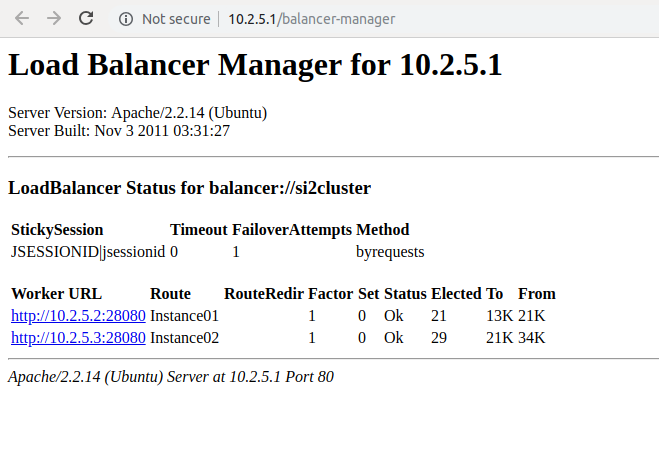 Not secure 10.2.5.1/balancer-manager
Load Balancer Manager for 10.2.5.1
Server Version: Apache/2.2.14 (Ubuntu)
Server Built: Nov 3 2011 03:31:27
LoadBalancer Status for balancer://si2cluster
StickySession Timeout FailoverAttempts Method
JSESSIONID|jsessionid 0 1 byrequests
Worker URL Route RouteRedir Factor Set Status Elected To From
http://10.2.5.2:28080 Instance01 1 0 Ok 21 13K 21K
http://10.2.5.3:28080 Instance02 1 0 Ok 29 21K 34K
Apache/2.2.14 (Ubuntu) Server at 10.2.5.1 Port 80